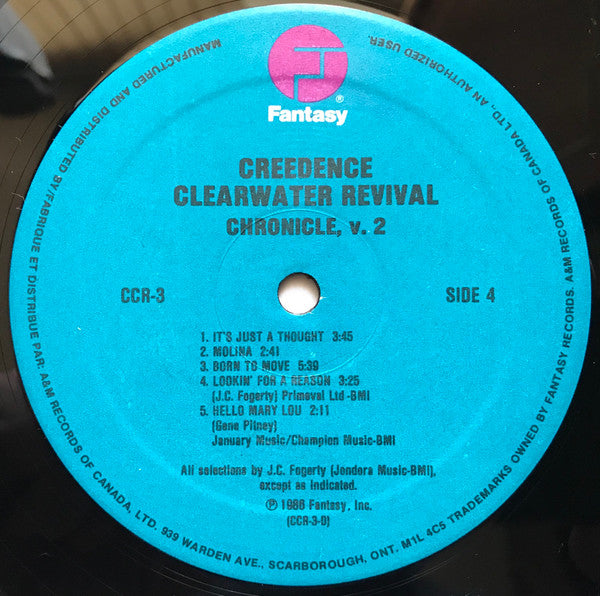 Fantasy®
CREEDENCE
CLEARWATER REVIVAL
CHRONICLE, v. 2
CCR-3
SIDE 4
1. IT'S JUST A THOUGHT 3:45
2. MOLINA 2:41
3. BORN TO MOVE 5:39
4. LOOKIN' FOR A REASON 3:25
(J.C. Fogerty) Primeval Ltd-BMI
5. HELLO MARY LOU 2:11
(Gene Pitney)
January Music/Champion Music-BMI
All selections by J.C. Fogerty (Jondora Music-BMI),
except as indicated.
℗ 1986 Fantasy, Inc.
(CCR-3-D)
MANUFACTURED AND DISTRIBUTED BY/FABRIQUE ET DISTRIBUE PAR: A&M RECORDS OF CANADA, LTD. 939 WARDEN AVE., SCARBOROUGH, ONT. M1L 4C5 TRADEMARKS OWNED BY FANTASY RECORDS. A&M RECORDS OF CANADA LTD., AN AUTHORIZED USER.